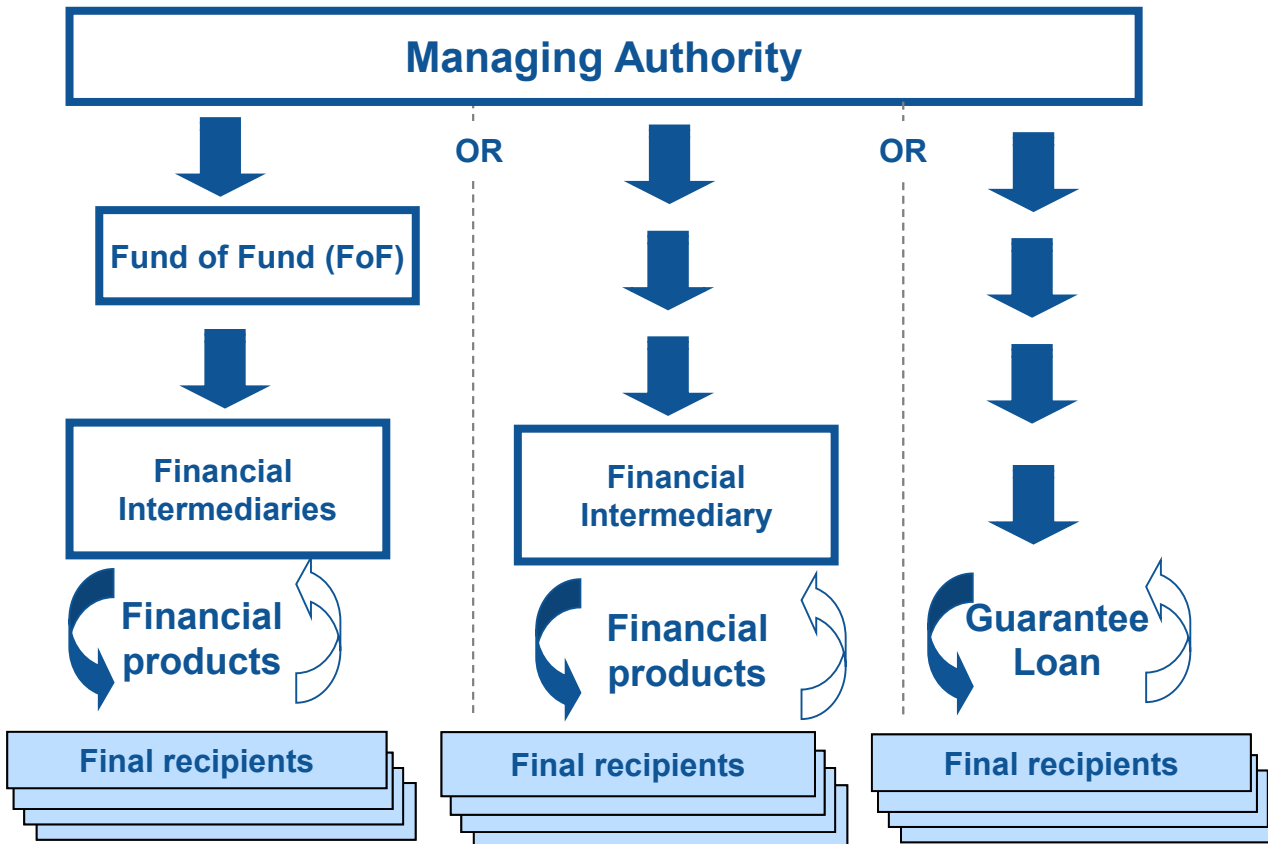 Managing Authority
OR
OR
Fund of Fund (FoF)
Financial
Intermediaries
Financial
Intermediary
Financial
products
Financial
products
Guarantee
Loan
Final recipients
Final recipients
Final recipients